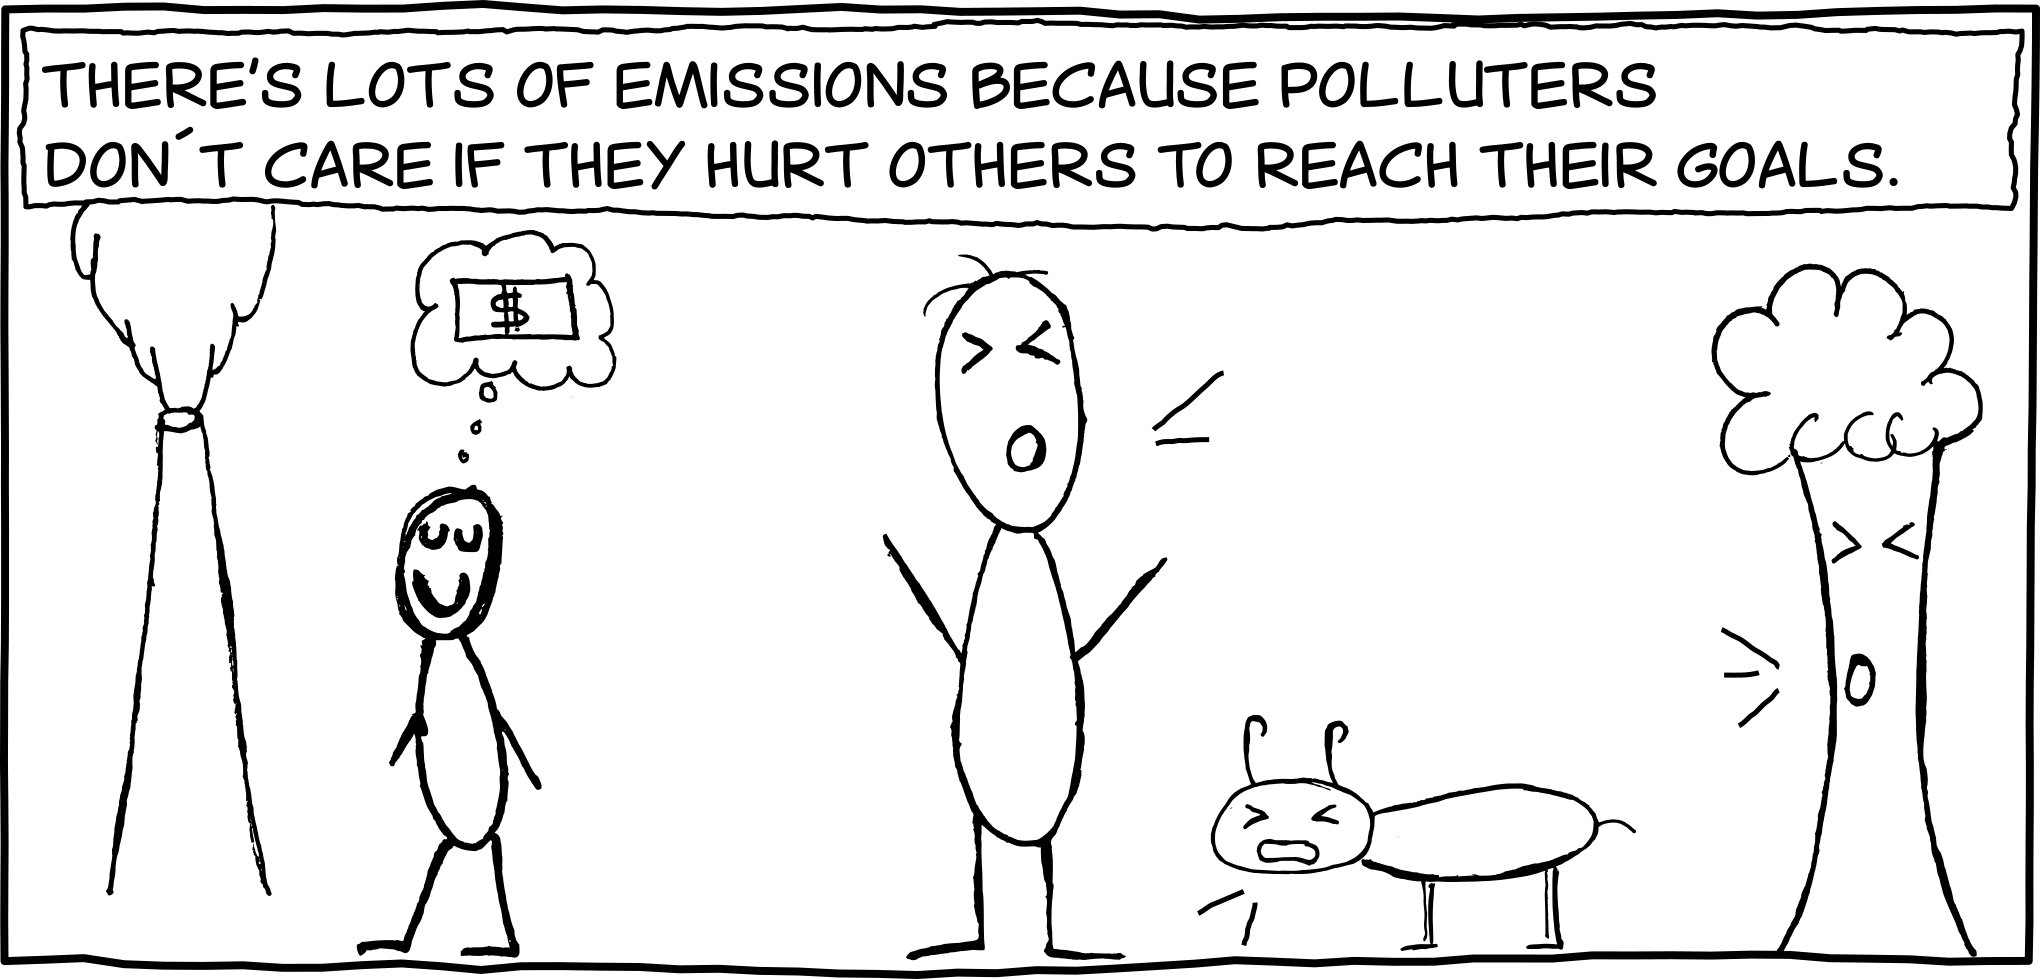 THERE'S LOTS OF EMISSIONS BECAUSE POLLUTERS
DON´T CARE IF THEY HURT OTHERS TO REACH THEIR GOALS.
$